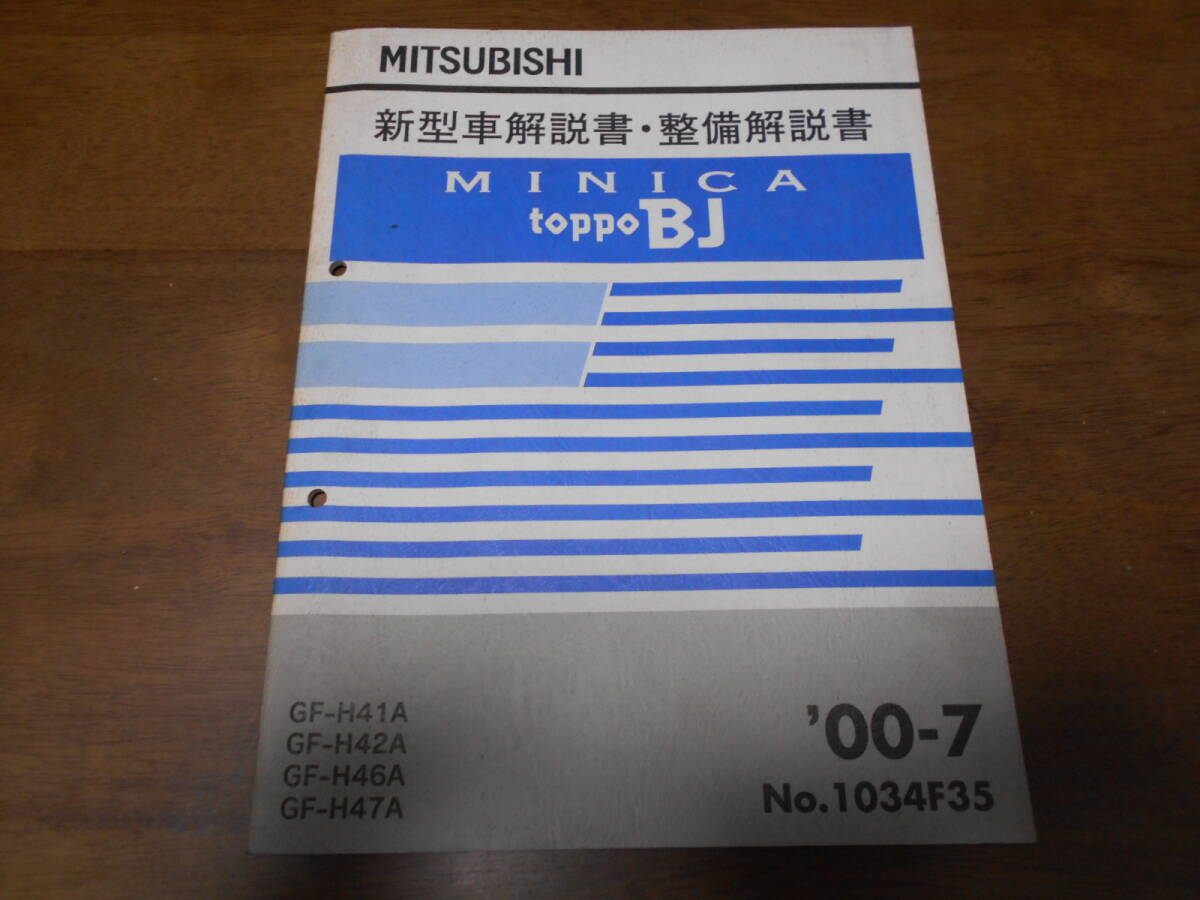 MITSUBISHI
新型車解説書・整備解説書
MINICA
toppo BJ
GF-H41A
GF-H42A
GF-H46A
GF-H47A
'00-7
No.1034F35